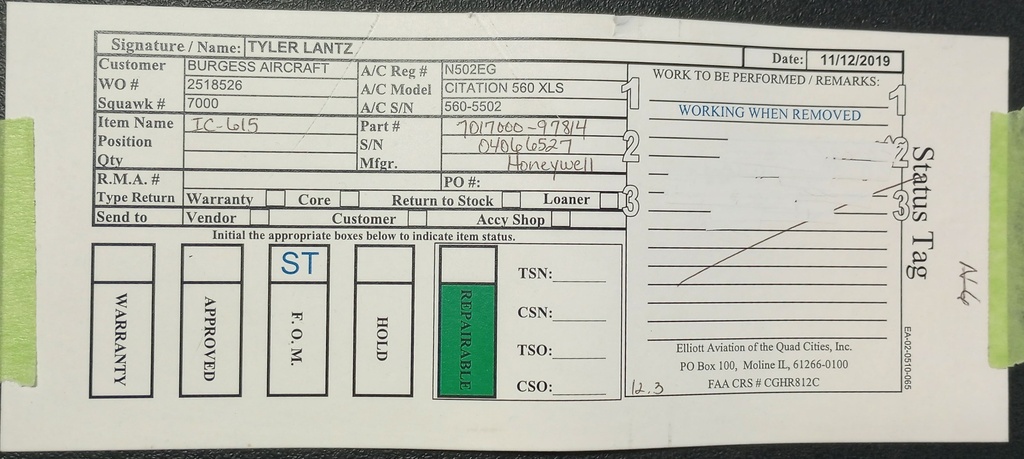 Signature / Name: TYLER LANTZ
Date: 11/12/2019
Customer BURGESS AIRCRAFT A/C Reg # N502EG
WO # 2518526 A/C Model CITATION 560 XLS
Squawk # 7000 A/C S/N 560-5502
Item Name IC-615 Part # 7017000-97814
Position S/N 04066527
Qty Mfgr. Honeywell
R.M.A. # PO #:
Type Return Warranty Core Return to Stock Loaner
Send to Vendor Customer Accy Shop
Initial the appropriate boxes below to indicate item status.
WARRANTY
APPROVED
ST
F. O. M.
HOLD
REPAIRABLE
TSN:
CSN:
TSO:
CSO:
1
2
3
WORK TO BE PERFORMED / REMARKS:
WORKING WHEN REMOVED
1
2
3
Elliott Aviation of the Quad Cities, Inc.
PO Box 100, Moline IL, 61266-0100
FAA CRS # CGHR812C
12.3
Status Tag
EA-02-0510-065